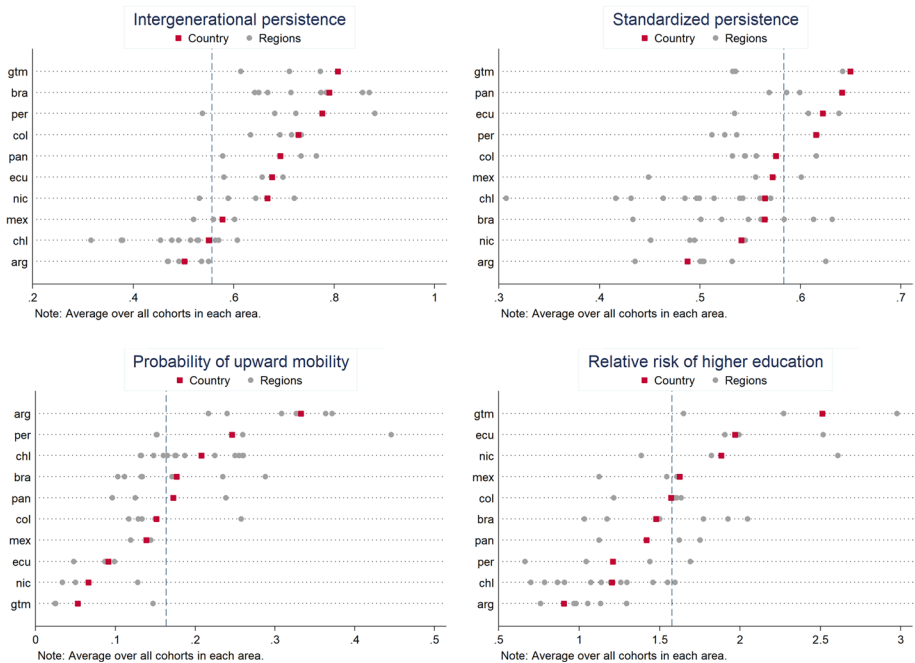 Intergenerational persistence
Country Regions
gtm
bra
per
col
pan
ecu
nic
mex
chl
arg
.2 .4 .6 .8 1
Note: Average over all cohorts in each area.
Standardized persistence
Country Regions
gtm
pan
ecu
per
col
mex
chl
bra
nic
arg
.3 .4 .5 .6 .7
Note: Average over all cohorts in each area.
Probability of upward mobility
Country Regions
arg
per
chl
bra
pan
col
mex
ecu
nic
gtm
0 .1 .2 .3 .4 .5
Note: Average over all cohorts in each area.
Relative risk of higher education
Country Regions
gtm
ecu
nic
mex
col
bra
pan
per
chl
arg
.5 1 1.5 2 2.5 3
Note: Average over all cohorts in each area.